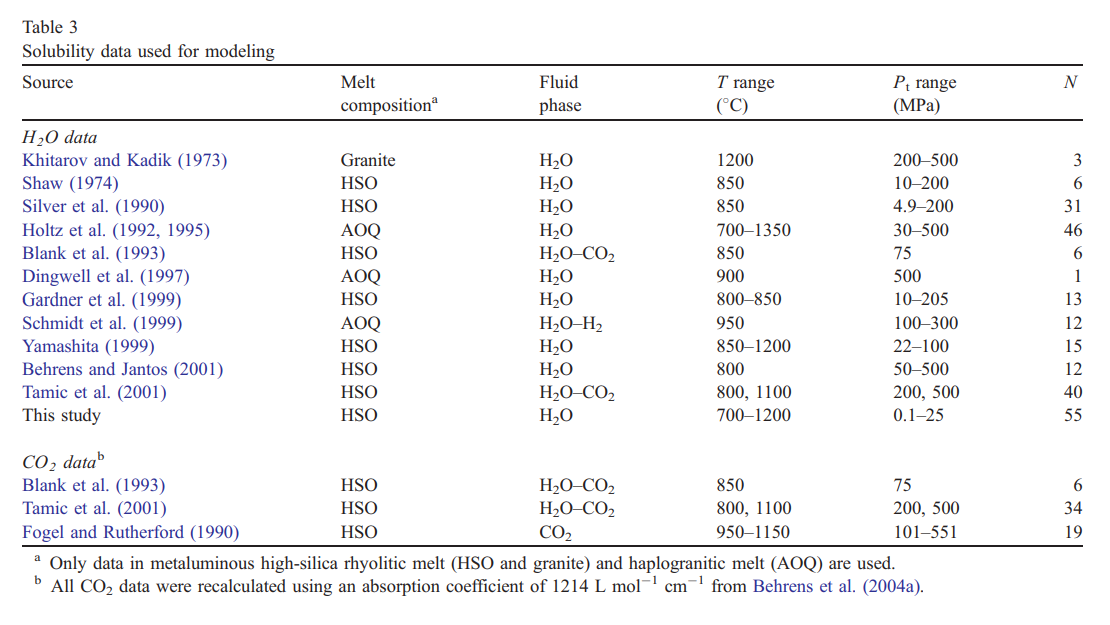 Table 3
Solubility data used for modeling
Source Melt composition^a Fluid phase T range (°C) P_t range (MPa) N
H₂O data
Khitarov and Kadik (1973) Granite H₂O 1200 200–500 3
Shaw (1974) HSO H₂O 850 10–200 6
Silver et al. (1990) HSO H₂O 850 4.9–200 31
Holtz et al. (1992, 1995) AOQ H₂O 700–1350 30–500 46
Blank et al. (1993) HSO H₂O–CO₂ 850 75 6
Dingwell et al. (1997) AOQ H₂O 900 500 1
Gardner et al. (1999) HSO H₂O 800–850 10–205 13
Schmidt et al. (1999) AOQ H₂O–H₂ 950 100–300 12
Yamashita (1999) HSO H₂O 850–1200 22–100 15
Behrens and Jantos (2001) HSO H₂O 800 50–500 12
Tamic et al. (2001) HSO H₂O–CO₂ 800, 1100 200, 500 40
This study HSO H₂O 700–1200 0.1–25 55
CO₂ data^b
Blank et al. (1993) HSO H₂O–CO₂ 850 75 6
Tamic et al. (2001) HSO H₂O–CO₂ 800, 1100 200, 500 34
Fogel and Rutherford (1990) HSO CO₂ 950–1150 101–551 19
^a Only data in metaluminous high-silica rhyolitic melt (HSO and granite) and haplogranitic melt (AOQ) are used.
^b All CO₂ data were recalculated using an absorption coefficient of 1214 L mol⁻¹ cm⁻¹ from Behrens et al. (2004a).